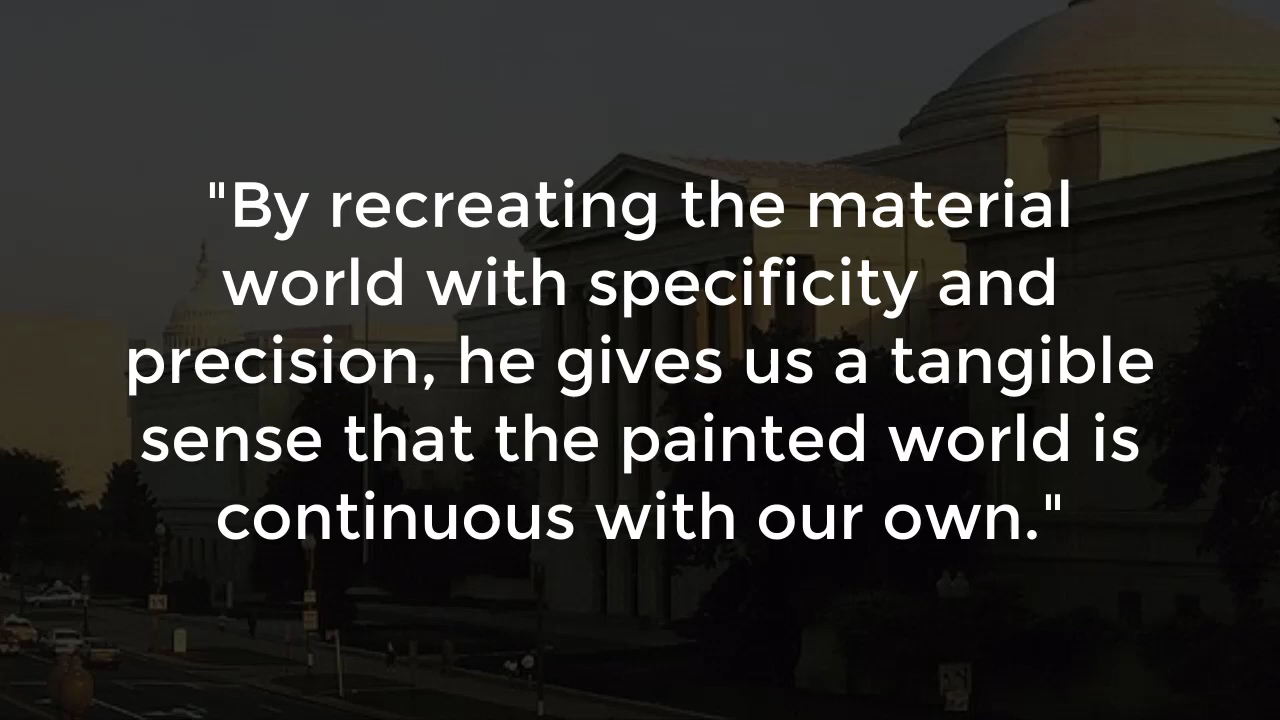 "By recreating the material
world with specificity and
precision, he gives us a tangible
sense that the painted world is
continuous with our own."